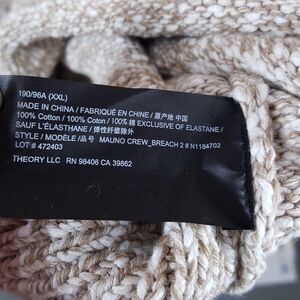 190/96A (XXL)
MADE IN CHINA / FABRIQUÉ EN CHINE / 原产地 中国
100% Cotton / 100% Coton / 100% 棉 EXCLUSIVE OF ELASTANE /
SAUF L'ÉLASTHANE / 弹性纤维除外
STYLE / MODÈLE / 品号 MAUNO CREW_BREACH 2 # N1184702
LOT # 472403
THEORY LLC RN 98406 CA 39862